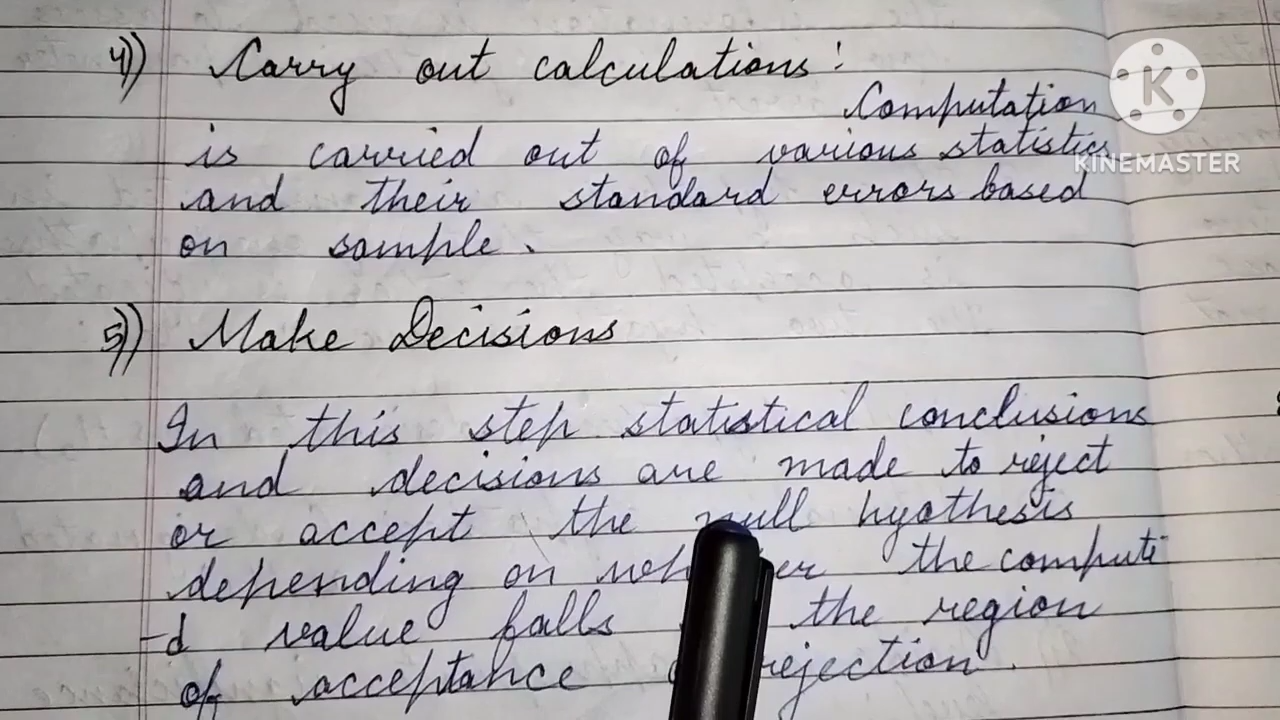 4)) Carry out calculations:
Computation
is carried out of various statistics
and their standard errors based
on sample.
5)) Make Decisions
In this step statistical conclusions
and decisions are made to reject
or accept the null hyothesis
depending on the computi
-d value falls the region
of acceptance rejection.
K
KINEMASTER